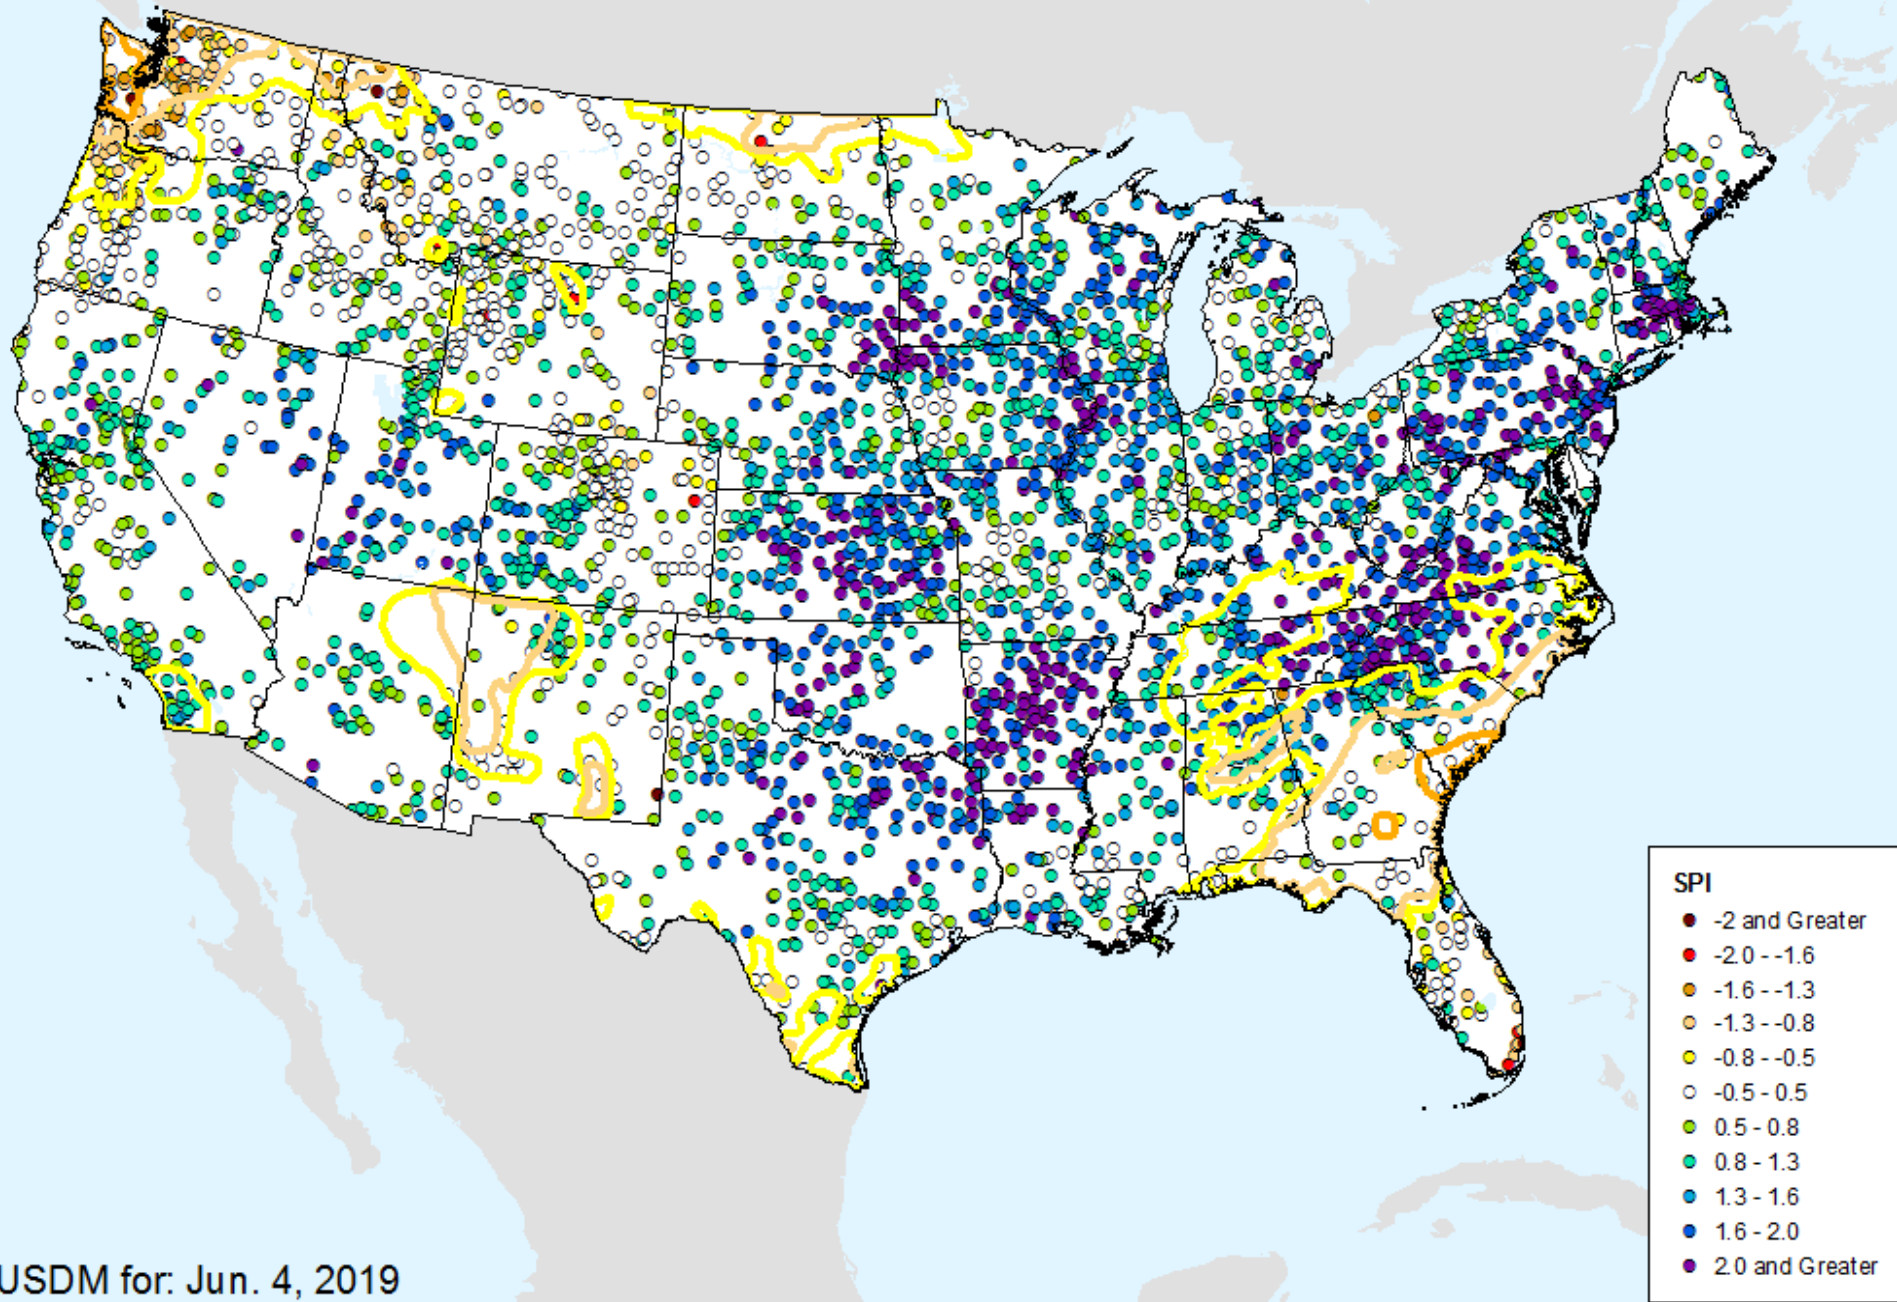 SPI
-2 and Greater
-2.0 - -1.6
-1.6 - -1.3
-1.3 - -0.8
-0.8 - -0.5
-0.5 - 0.5
0.5 - 0.8
0.8 - 1.3
1.3 - 1.6
1.6 - 2.0
2.0 and Greater
USDM for: Jun. 4, 2019